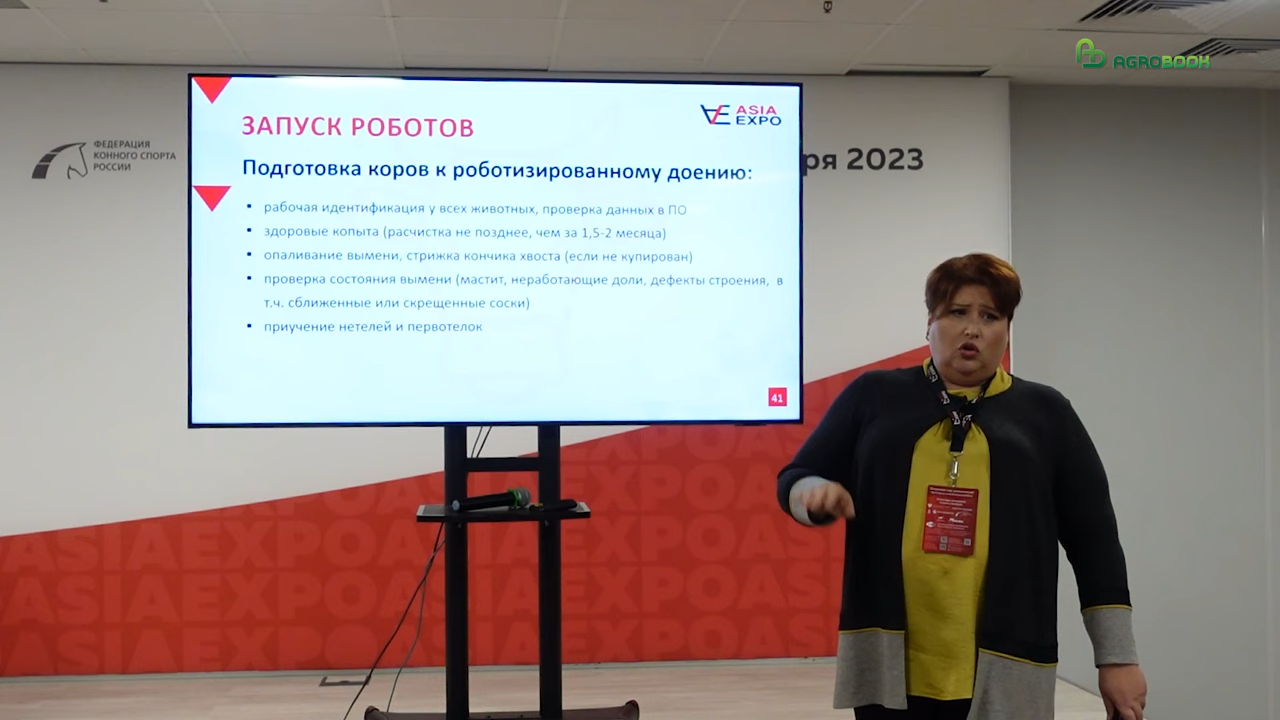 AGROBOOK
ФЕДЕРАЦИЯ
КОННОГО СПОРТА
РОССИИ
ря 2023
ASIA
EXPO
ЗАПУСК РОБОТОВ
Подготовка коров к роботизированному доению:
▪ рабочая идентификация у всех животных, проверка данных в ПО
▪ здоровые копыта (расчистка не позднее, чем за 1,5-2 месяца)
▪ опаливание вымени, стрижка кончика хвоста (если не купирован)
▪ проверка состояния вымени (мастит, неработающие доли, дефекты строения, в
т.ч. сближенные или скрещенные соски)
▪ приучение нетелей и первотелок
41
EXPOAS
ASIAEXPOASIAEXPOAS
ASIAEXPOASIAEXPOAS
ASIAEXPOASIAEXPOAS